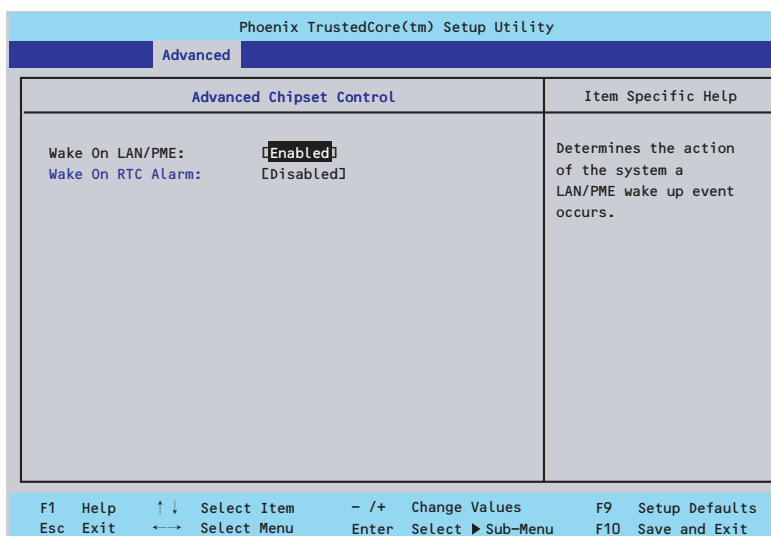 Phoenix TrustedCore(tm) Setup Utility
Advanced
Advanced Chipset Control
Item Specific Help
Wake On LAN/PME: [Enabled]
Wake On RTC Alarm: [Disabled]
Determines the action
of the system a
LAN/PME wake up event
occurs.
F1 Help ↑↓ Select Item − /+ Change Values F9 Setup Defaults
Esc Exit ←→ Select Menu Enter Select ▶ Sub−Menu F10 Save and Exit